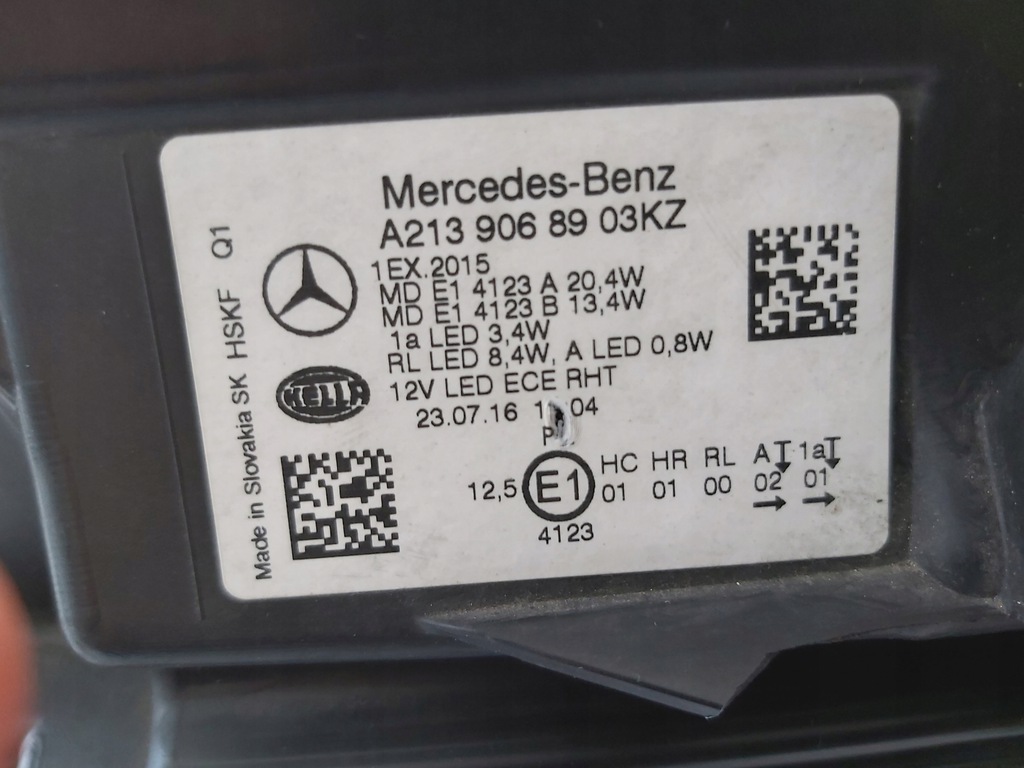 Mercedes-Benz
A213 906 89 03KZ
1EX.2015
MD E1 4123 A 20,4W
MD E1 4123 B 13,4W
1a LED 3,4W
RL LED 8,4W, A LED 0,8W
12V LED ECE RHT
23.07.16 04
HELLA
Made in Slovakia SK HSKF Q1
HC HR RL A 1a
12,5 E1 01 01 00 02 01
4123